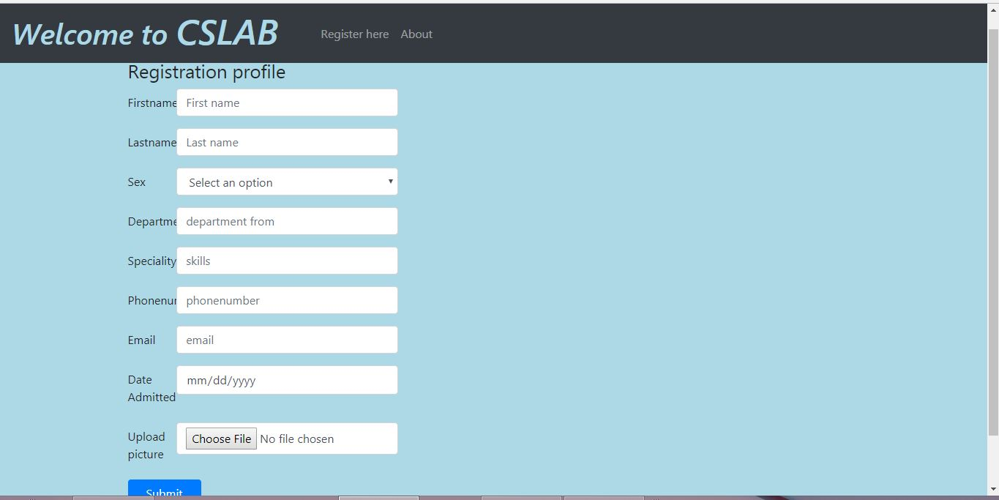 Welcome to CSLAB Register here About
Registration profile
Firstname First name
Lastname Last name
Sex Select an option
Departme department from
Speciality skills
Phonenu phonenumber
Email email
Date mm/dd/yyyy
Admitted
Upload Choose File No file chosen
picture
Submit